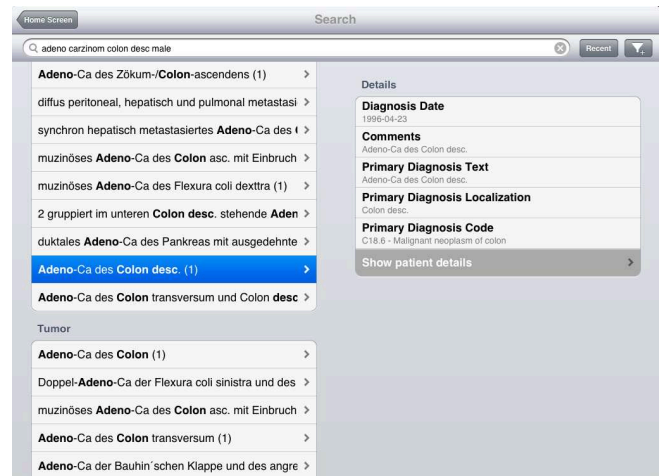 Home Screen
Search
adeno carzinom colon desc male
Recent
Adeno-Ca des Zökum-/Colon-ascendens (1)
diffus peritoneal, hepatisch und pulmonal metastasi
synchron hepatisch metastasiertes Adeno-Ca des
muzinöses Adeno-Ca des Colon asc. mit Einbruch
muzinöses Adeno-Ca des Flexura coli dexttra (1)
2 gruppiert im unteren Colon desc. stehende Aden
duktales Adeno-Ca des Pankreas mit ausgedehnte
Adeno-Ca des Colon desc. (1)
Adeno-Ca des Colon transversum und Colon desc
Tumor
Adeno-Ca des Colon (1)
Doppel-Adeno-Ca der Flexura coli sinistra und des
muzinöses Adeno-Ca des Colon asc. mit Einbruch
Adeno-Ca des Colon transversum (1)
Adeno-Ca der Bauhin´schen Klappe und des angre
Details
Diagnosis Date
1996-04-23
Comments
Adeno-Ca des Colon desc.
Primary Diagnosis Text
Adeno-Ca des Colon desc.
Primary Diagnosis Localization
Colon desc.
Primary Diagnosis Code
C18.6 - Malignant neoplasm of colon
Show patient details